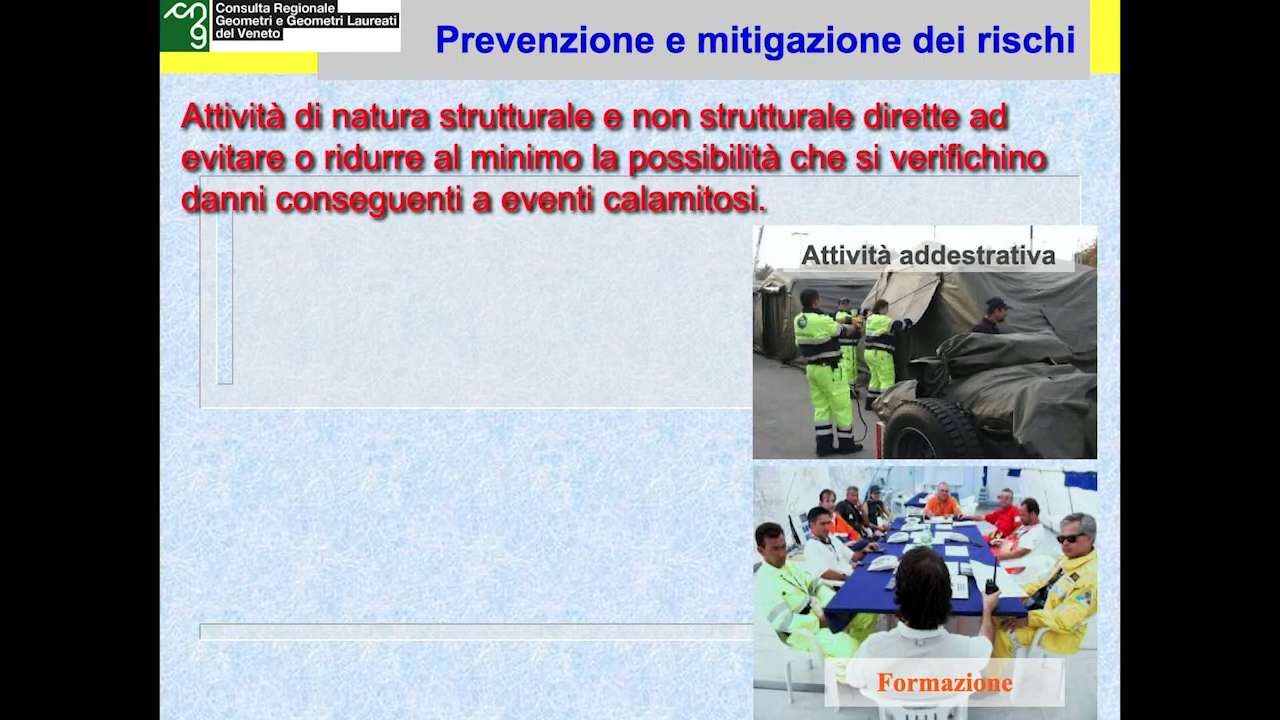 Consulta Regionale
Geometri e Geometri Laureati
del Veneto
Prevenzione e mitigazione dei rischi
Attività di natura strutturale e non strutturale dirette ad
evitare o ridurre al minimo la possibilità che si verifichino
danni conseguenti a eventi calamitosi.
Attività addestrativa
Formazione